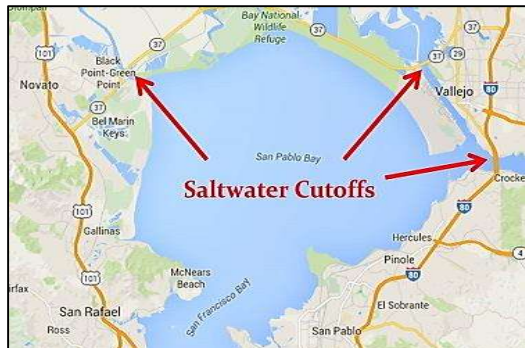 Bay National
Wildlife
Refuge
37
37
29
101
37
Black
Point-Green
Point
Novato
Vallejo
80
37
Bel Marin
Keys
San Pablo Bay
Saltwater Cutoffs
101
Gallinas
Hercules
Pinole
4
80
McNears
Beach
San Francisco Bay
El Sobrante
San Rafael
Ross
101
San Pablo